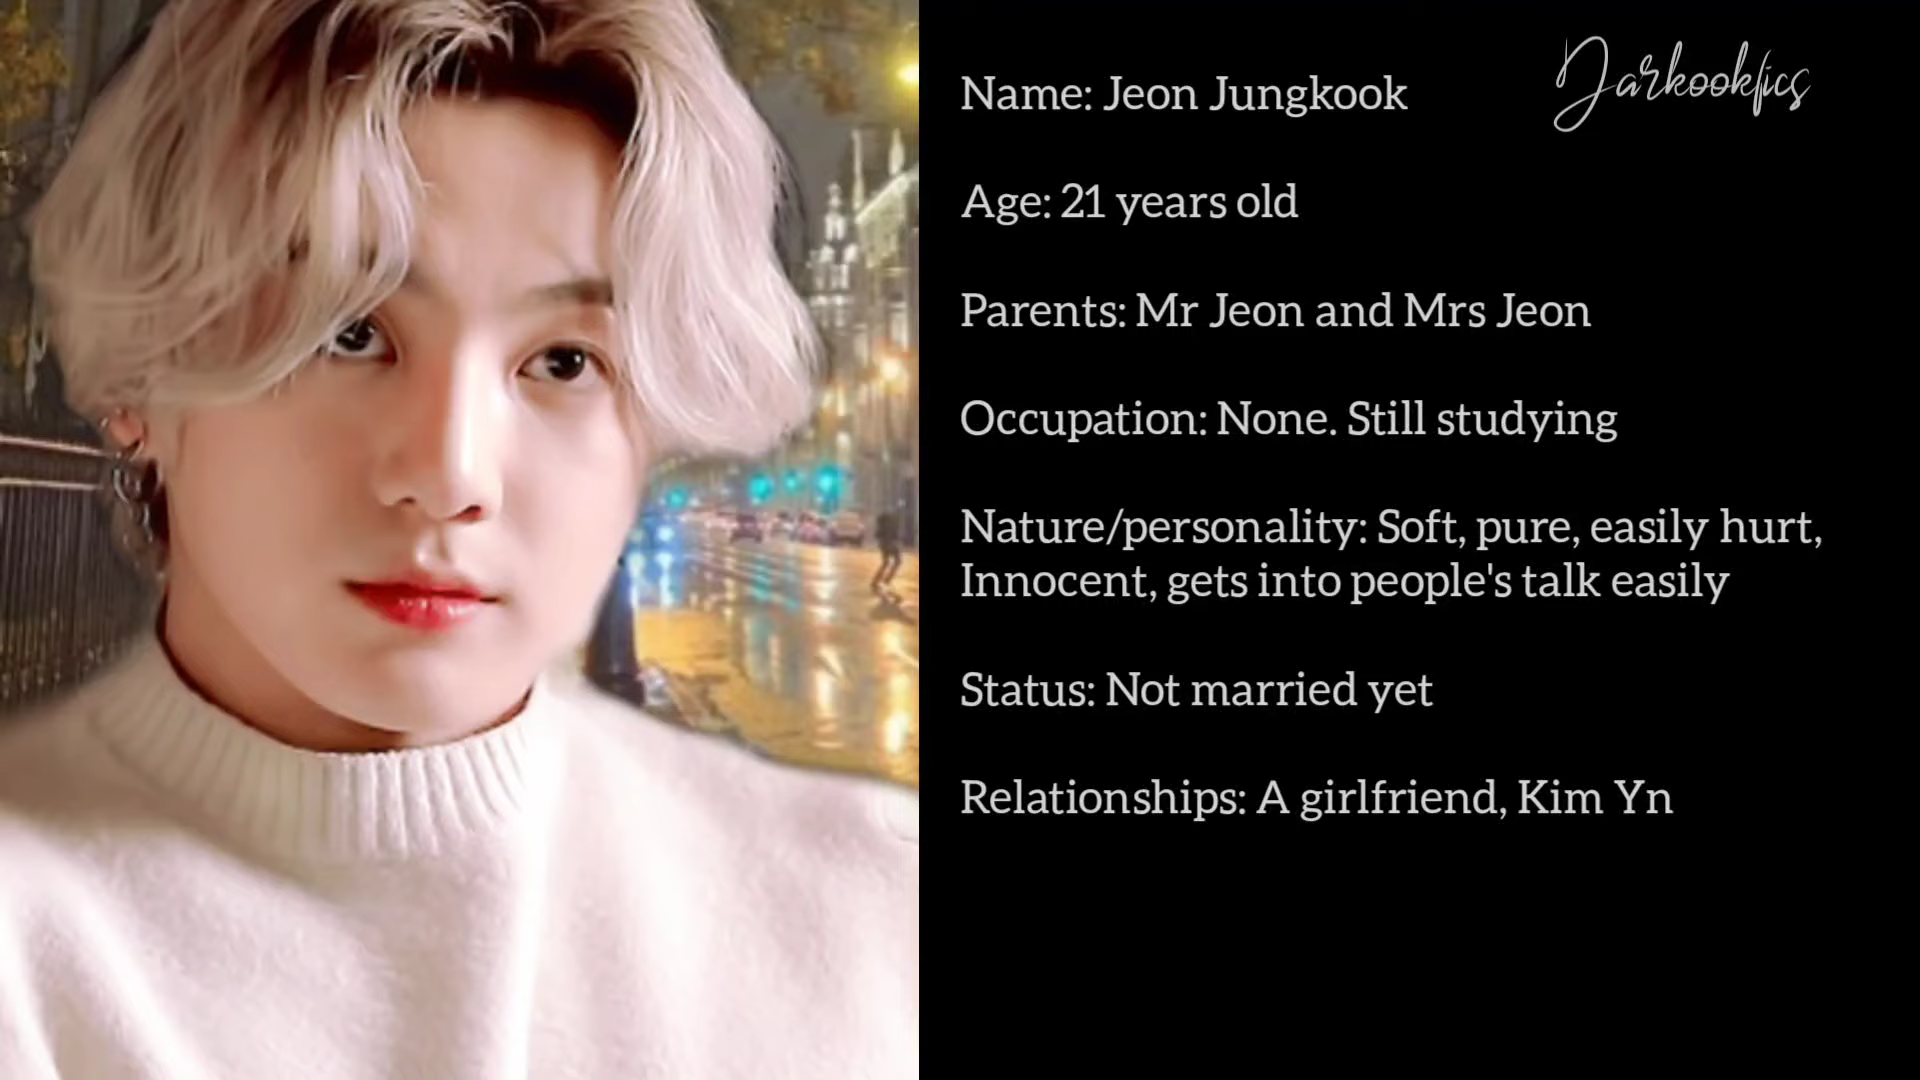 Name: Jeon Jungkook
Darkookfics
Age: 21 years old
Parents: Mr Jeon and Mrs Jeon
Occupation: None. Still studying
Nature/personality: Soft, pure, easily hurt,
Innocent, gets into people's talk easily
Status: Not married yet
Relationships: A girlfriend, Kim Yn